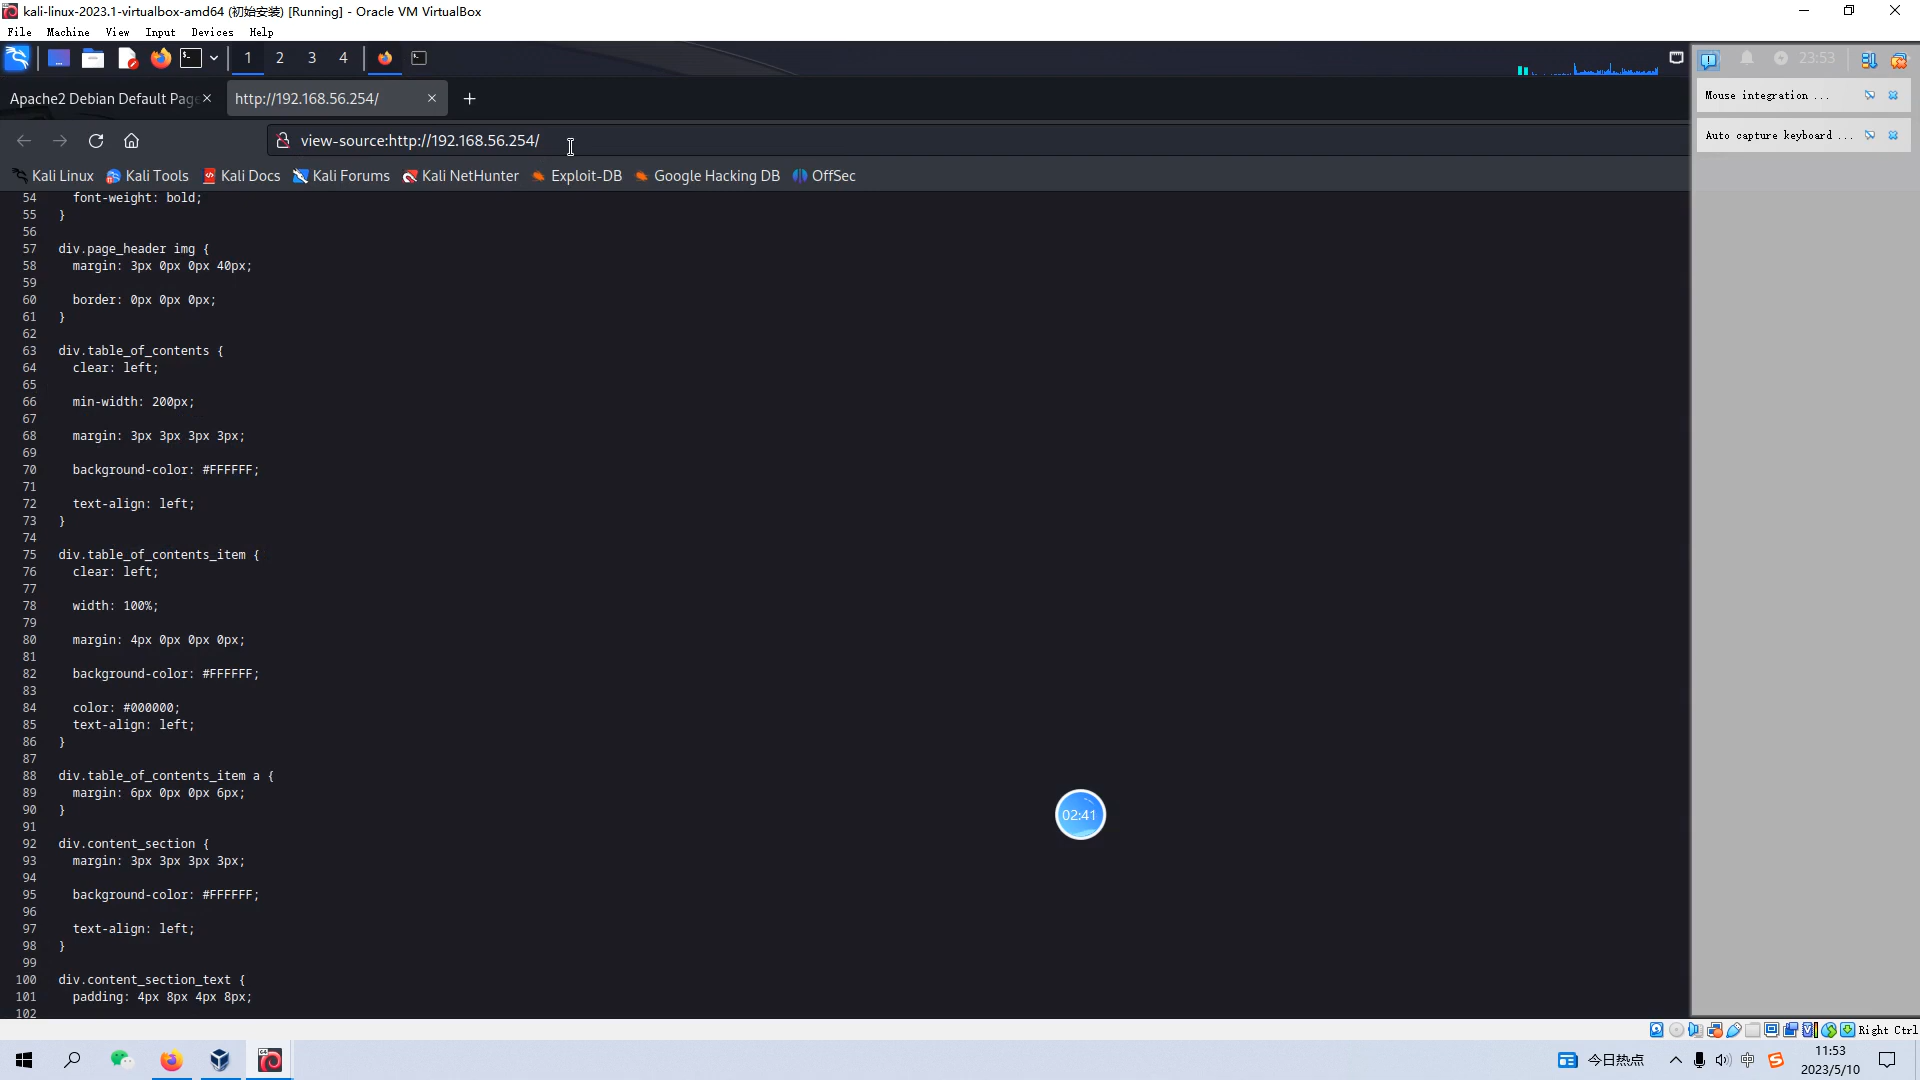 kali-linux-2023.1-virtualbox-amd64 (初始安装) [Running] - Oracle VM VirtualBox
File Machine View Input Devices Help
1 2 3 4
23:53
Apache2 Debian Default Page
http://192.168.56.254/
Mouse integration ...
view-source:http://192.168.56.254/
Auto capture keyboard ...
Kali Linux Kali Tools Kali Docs Kali Forums Kali NetHunter Exploit-DB Google Hacking DB OffSec
54 font-weight: bold;
55 }
56
57 div.page_header img {
58 margin: 3px 0px 0px 40px;
59
60 border: 0px 0px 0px;
61 }
62
63 div.table_of_contents {
64 clear: left;
65
66 min-width: 200px;
67
68 margin: 3px 3px 3px 3px;
69
70 background-color: #FFFFFF;
71
72 text-align: left;
73 }
74
75 div.table_of_contents_item {
76 clear: left;
77
78 width: 100%;
79
80 margin: 4px 0px 0px 0px;
81
82 background-color: #FFFFFF;
83
84 color: #000000;
85 text-align: left;
86 }
87
88 div.table_of_contents_item a {
89 margin: 6px 0px 0px 6px;
90 }
91
92 div.content_section {
93 margin: 3px 3px 3px 3px;
94
95 background-color: #FFFFFF;
96
97 text-align: left;
98 }
99
100 div.content_section_text {
101 padding: 4px 8px 4px 8px;
102
02:41
Right Ctrl
今日热点
中
11:53
2023/5/10